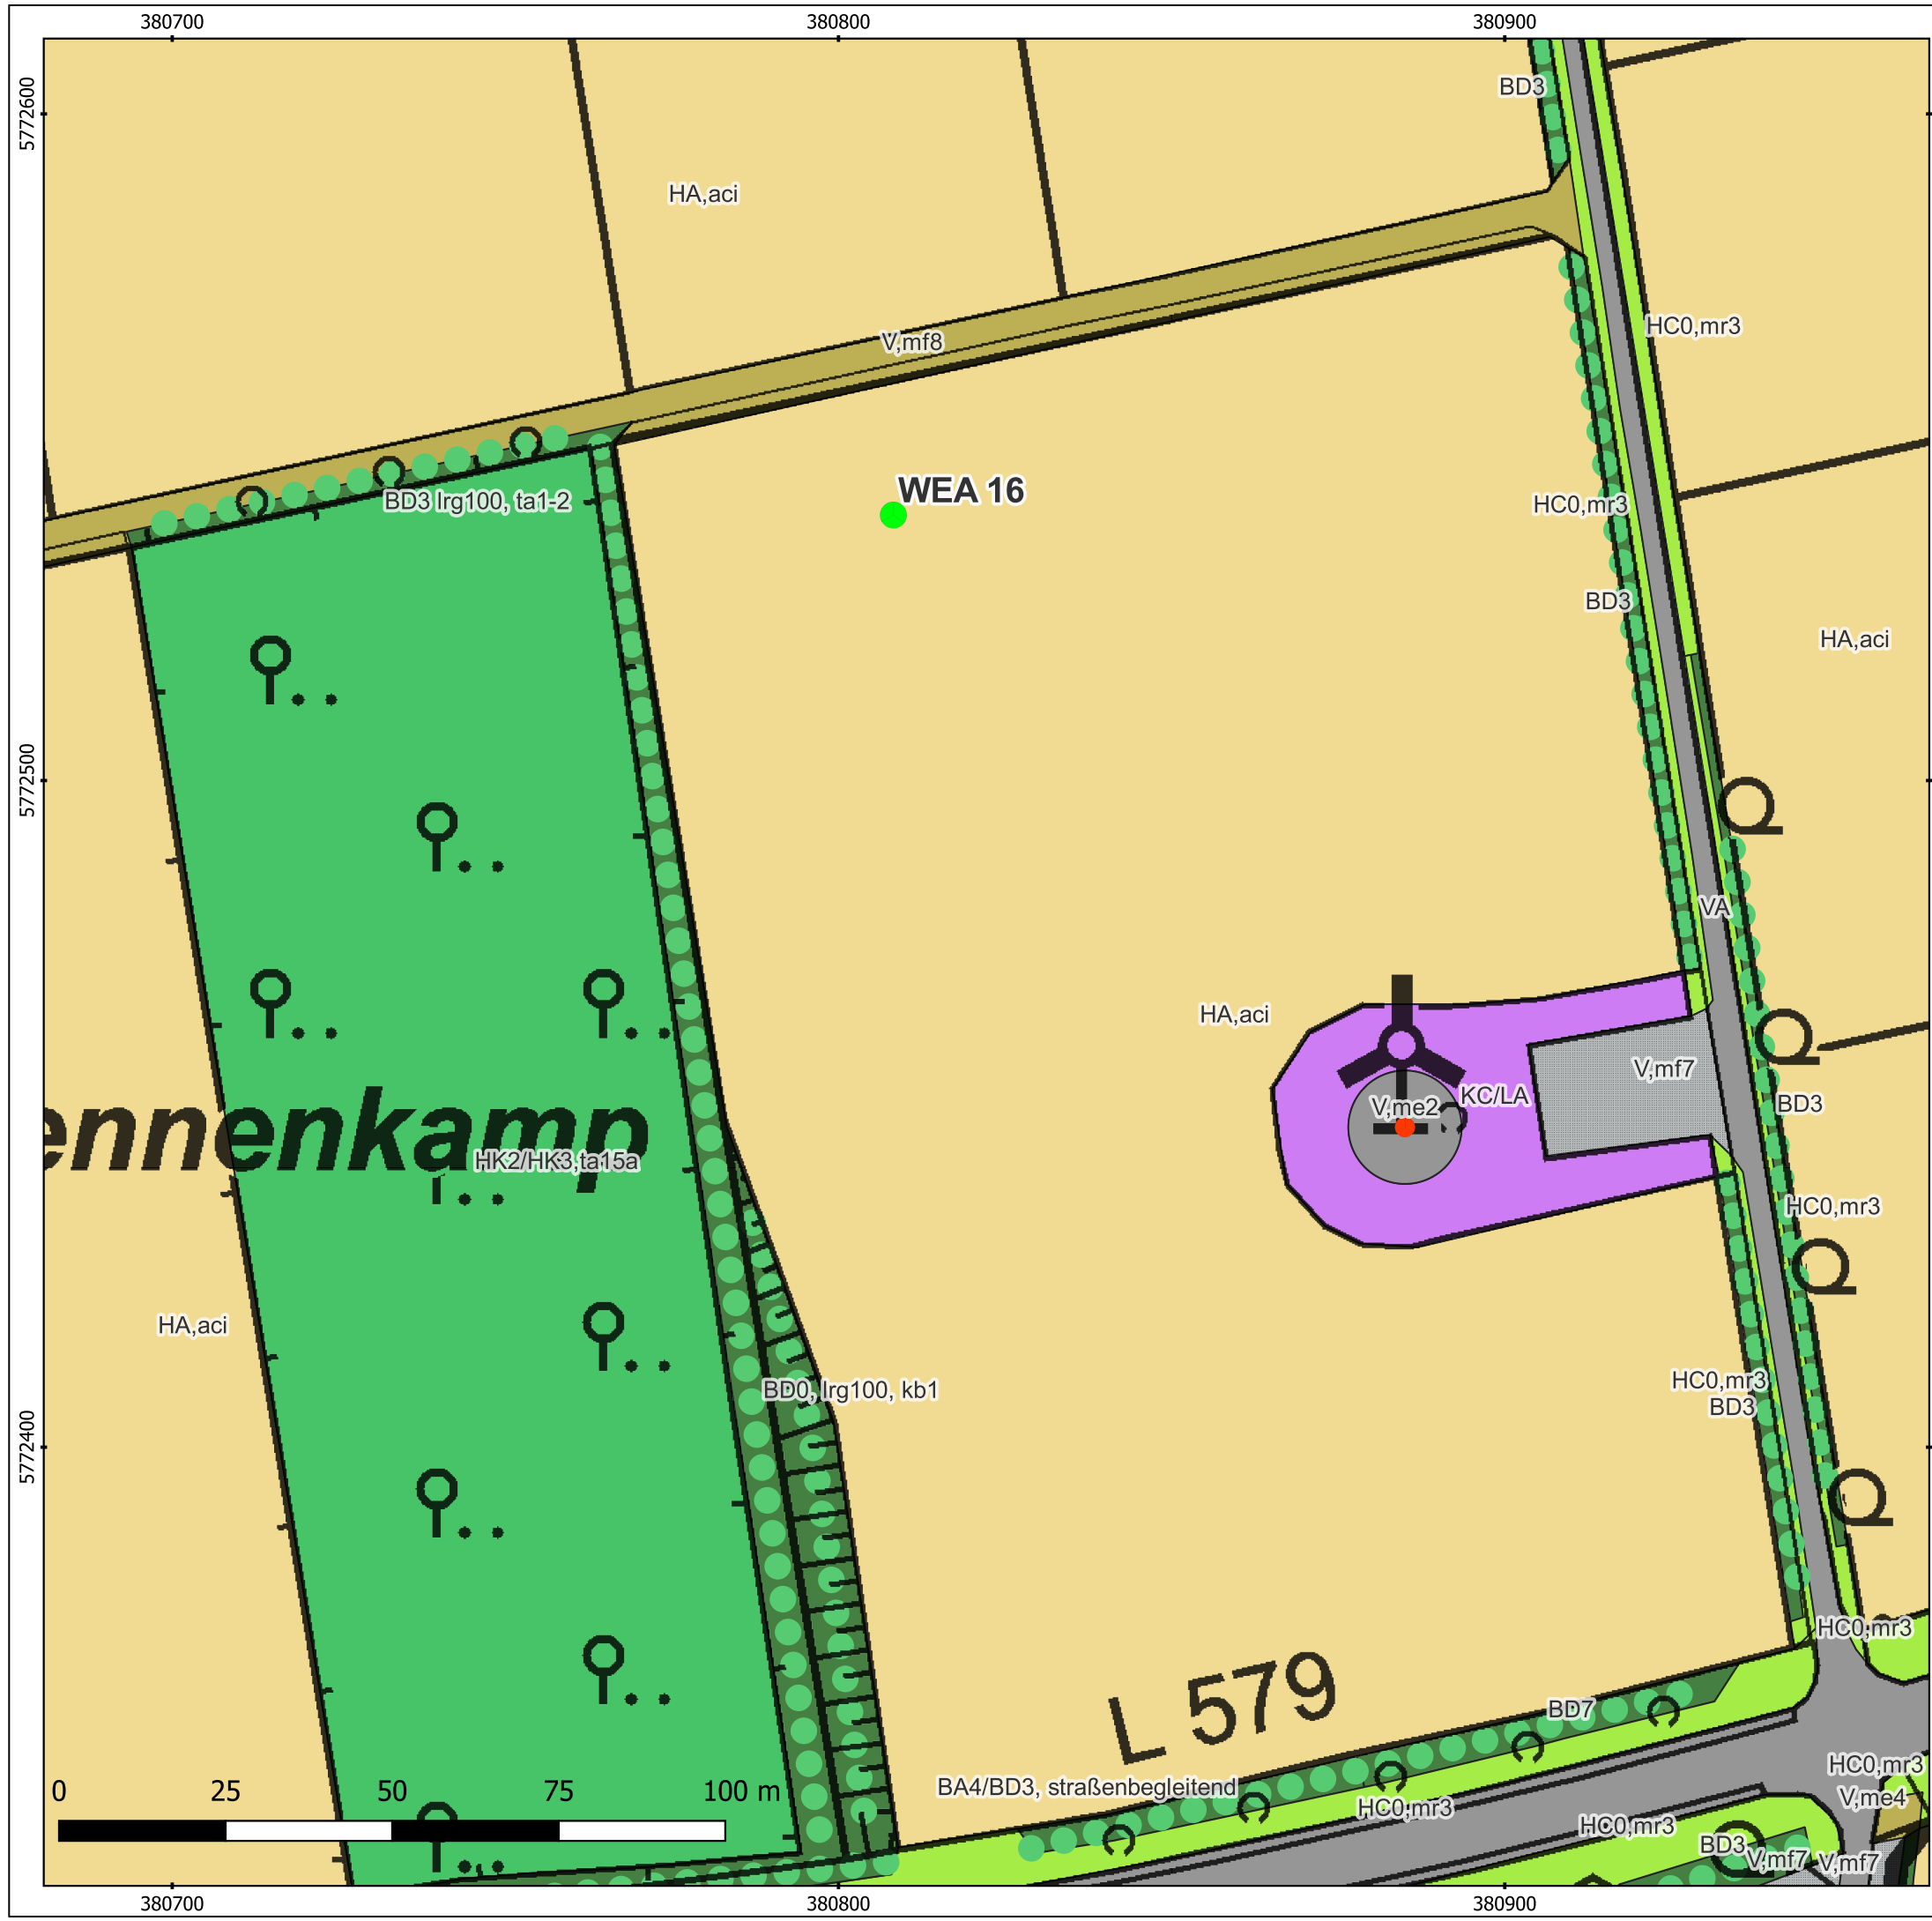 380700
380800
380900
5772600
BD3
HA,aci
HC0,mr3
V,mf8
WEA 16
BD3 lrg100, ta1-2
HC0,mr3
BD3
HA,aci
5772500
VA
HA,aci
V,mf7
KC/LA
V,me2
BD3
ennenkamp
HK2/HK3,ta15a
HC0,mr3
HA,aci
HC0,mr3
BD0, lrg100, kb1
BD3
5772400
HC0,mr3
L 579
BD7
HC0,mr3
BA4/BD3, straßenbegleitend
0 25 50 75 100 m
V,me4
HC0,mr3
HC0,mr3
BD3
V,mf7
V,mf7
380700
380800
380900